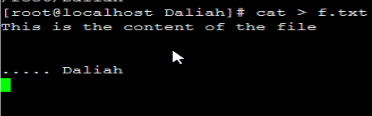 [root@localhost Daliah]# cat > f.txt
This is the content of the file
..... Daliah